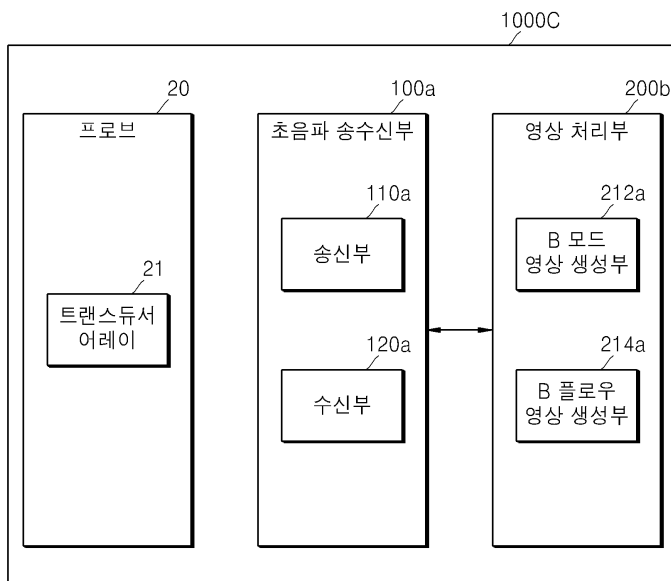 1000C
20
프로브
21
트랜스듀서
어레이
100a
초음파 송수신부
110a
송신부
120a
수신부
200b
영상 처리부
212a
B 모드
영상 생성부
214a
B 플로우
영상 생성부